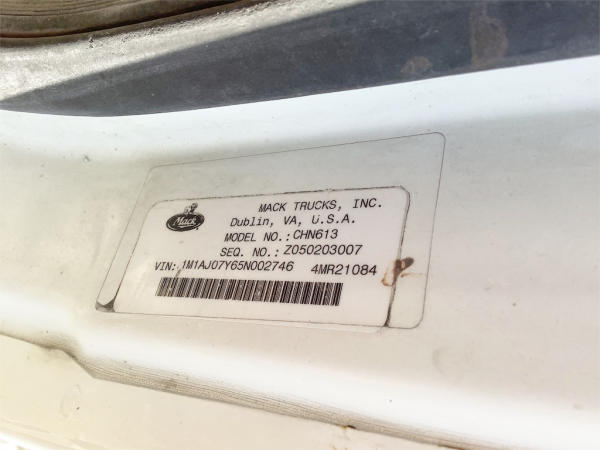 Mack
MACK TRUCKS, INC.
Dublin, VA, U.S.A.
MODEL NO.:CHN613
SEQ. NO.: Z050203007
VIN: 1M1AJ07Y65N002746 4MR21084